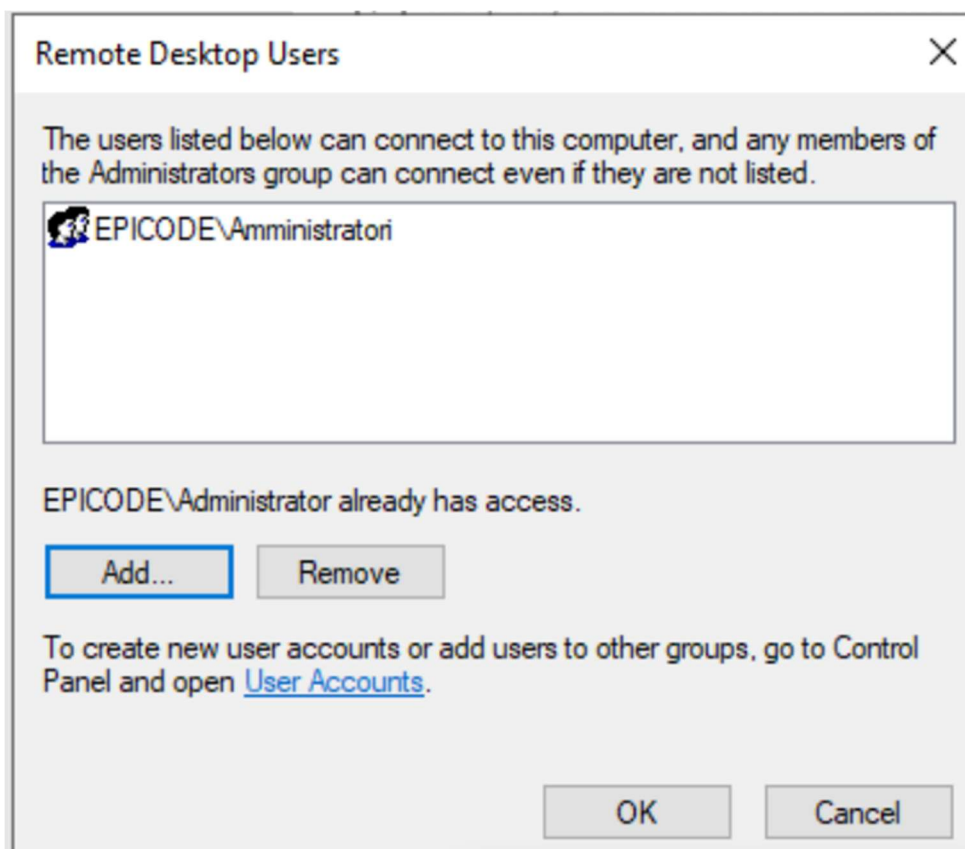 Remote Desktop Users
The users listed below can connect to this computer, and any members of
the Administrators group can connect even if they are not listed.
EPICODE\Amministratori
EPICODE\Administrator already has access.
Add...
Remove
To create new user accounts or add users to other groups, go to Control
Panel and open User Accounts.
OK
Cancel